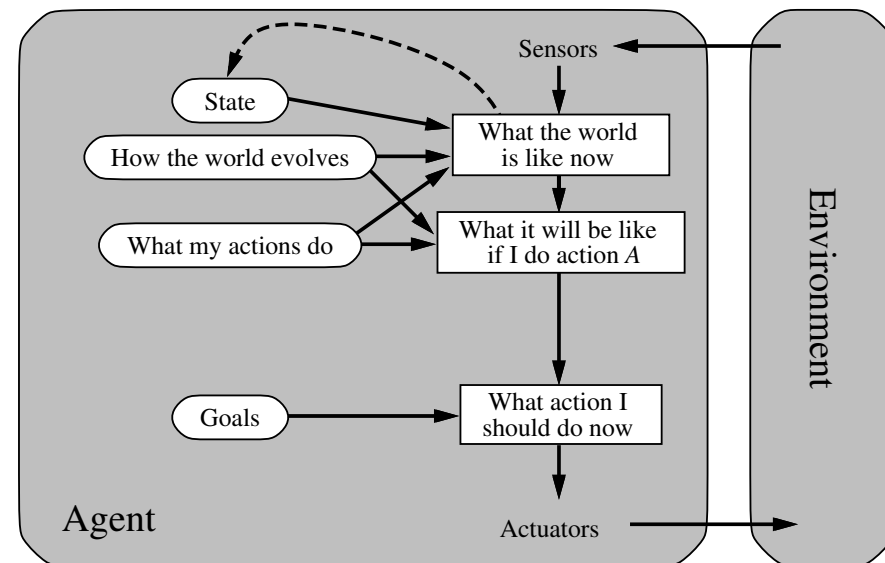 Sensors
State
What the world
is like now
How the world evolves
What it will be like
if I do action A
What my actions do
Environment
What action I
should do now
Goals
Agent
Actuators